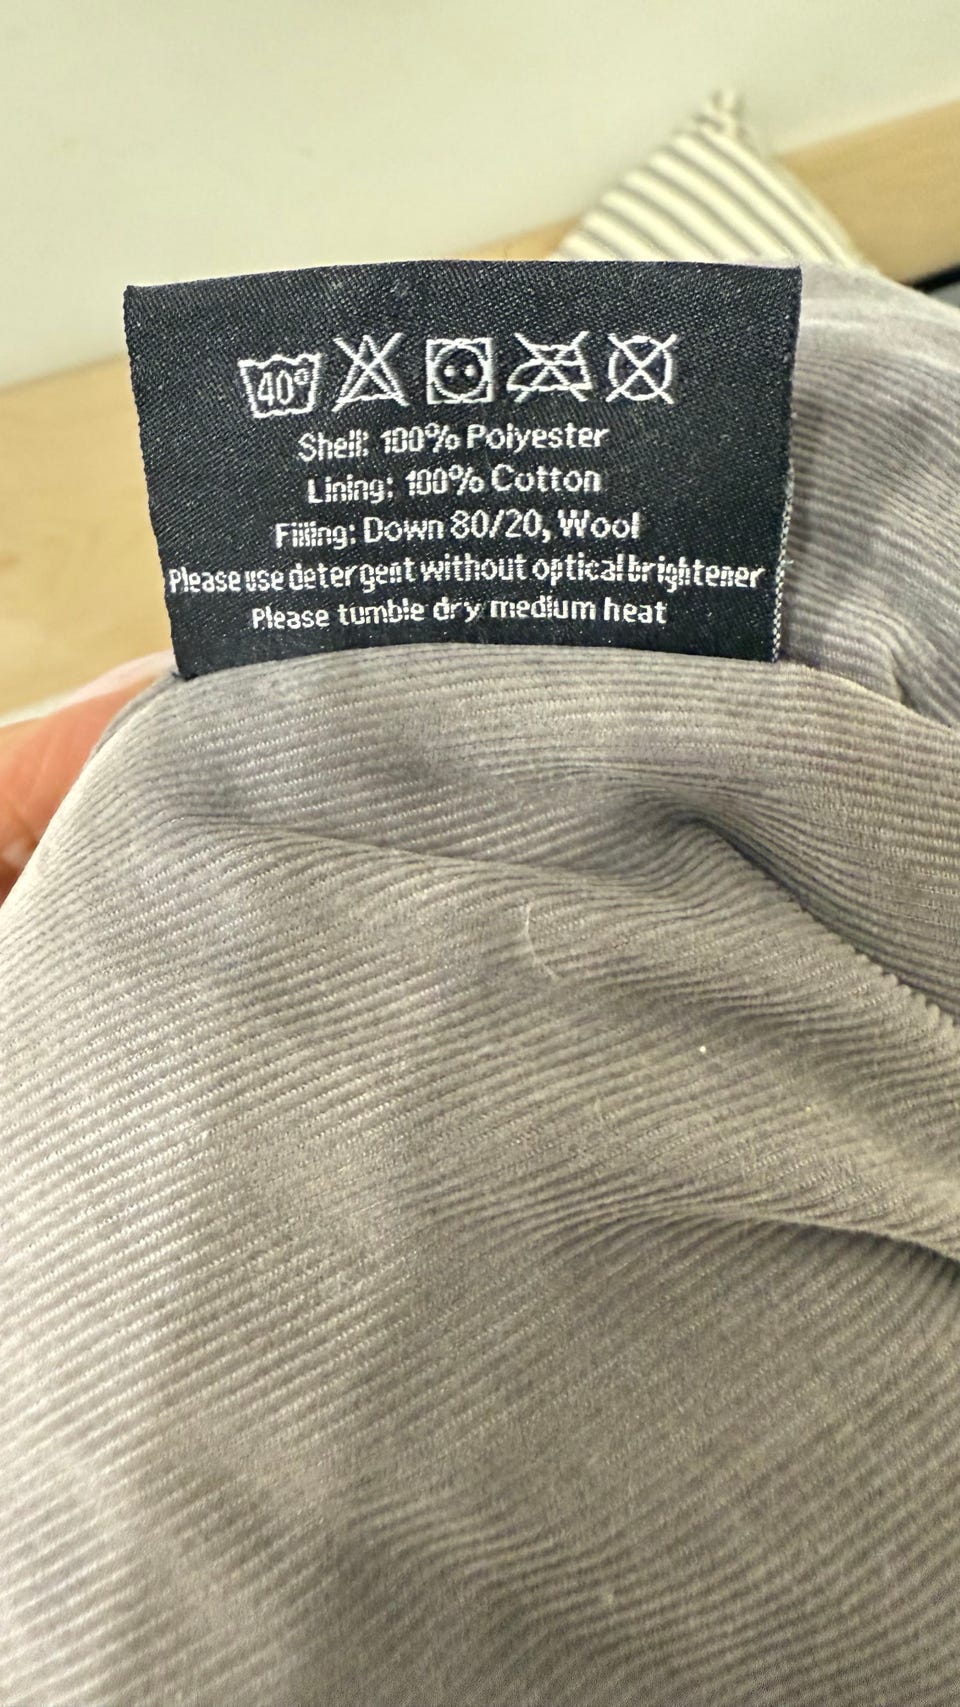 40°
Shell: 100% Polyester
Lining: 100% Cotton
Filling: Down 80/20, Wool
Please use detergent without optical brightener
Please tumble dry medium heat